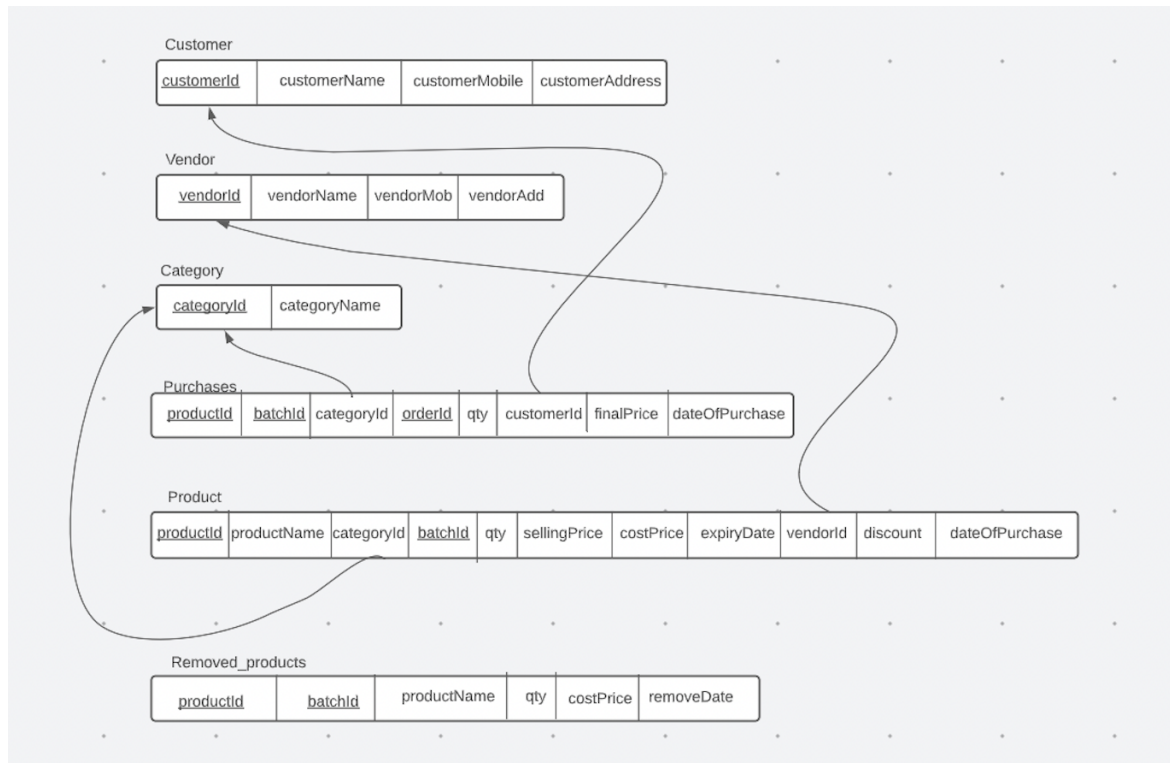 Customer
customerId customerName customerMobile customerAddress
Vendor
vendorId vendorName vendorMob vendorAdd
Category
categoryId categoryName
Purchases
productId batchId categoryId orderId qty customerId finalPrice dateOfPurchase
Product
productId productName categoryId batchId qty sellingPrice costPrice expiryDate vendorId discount dateOfPurchase
Removed_products
productId batchId productName qty costPrice removeDate